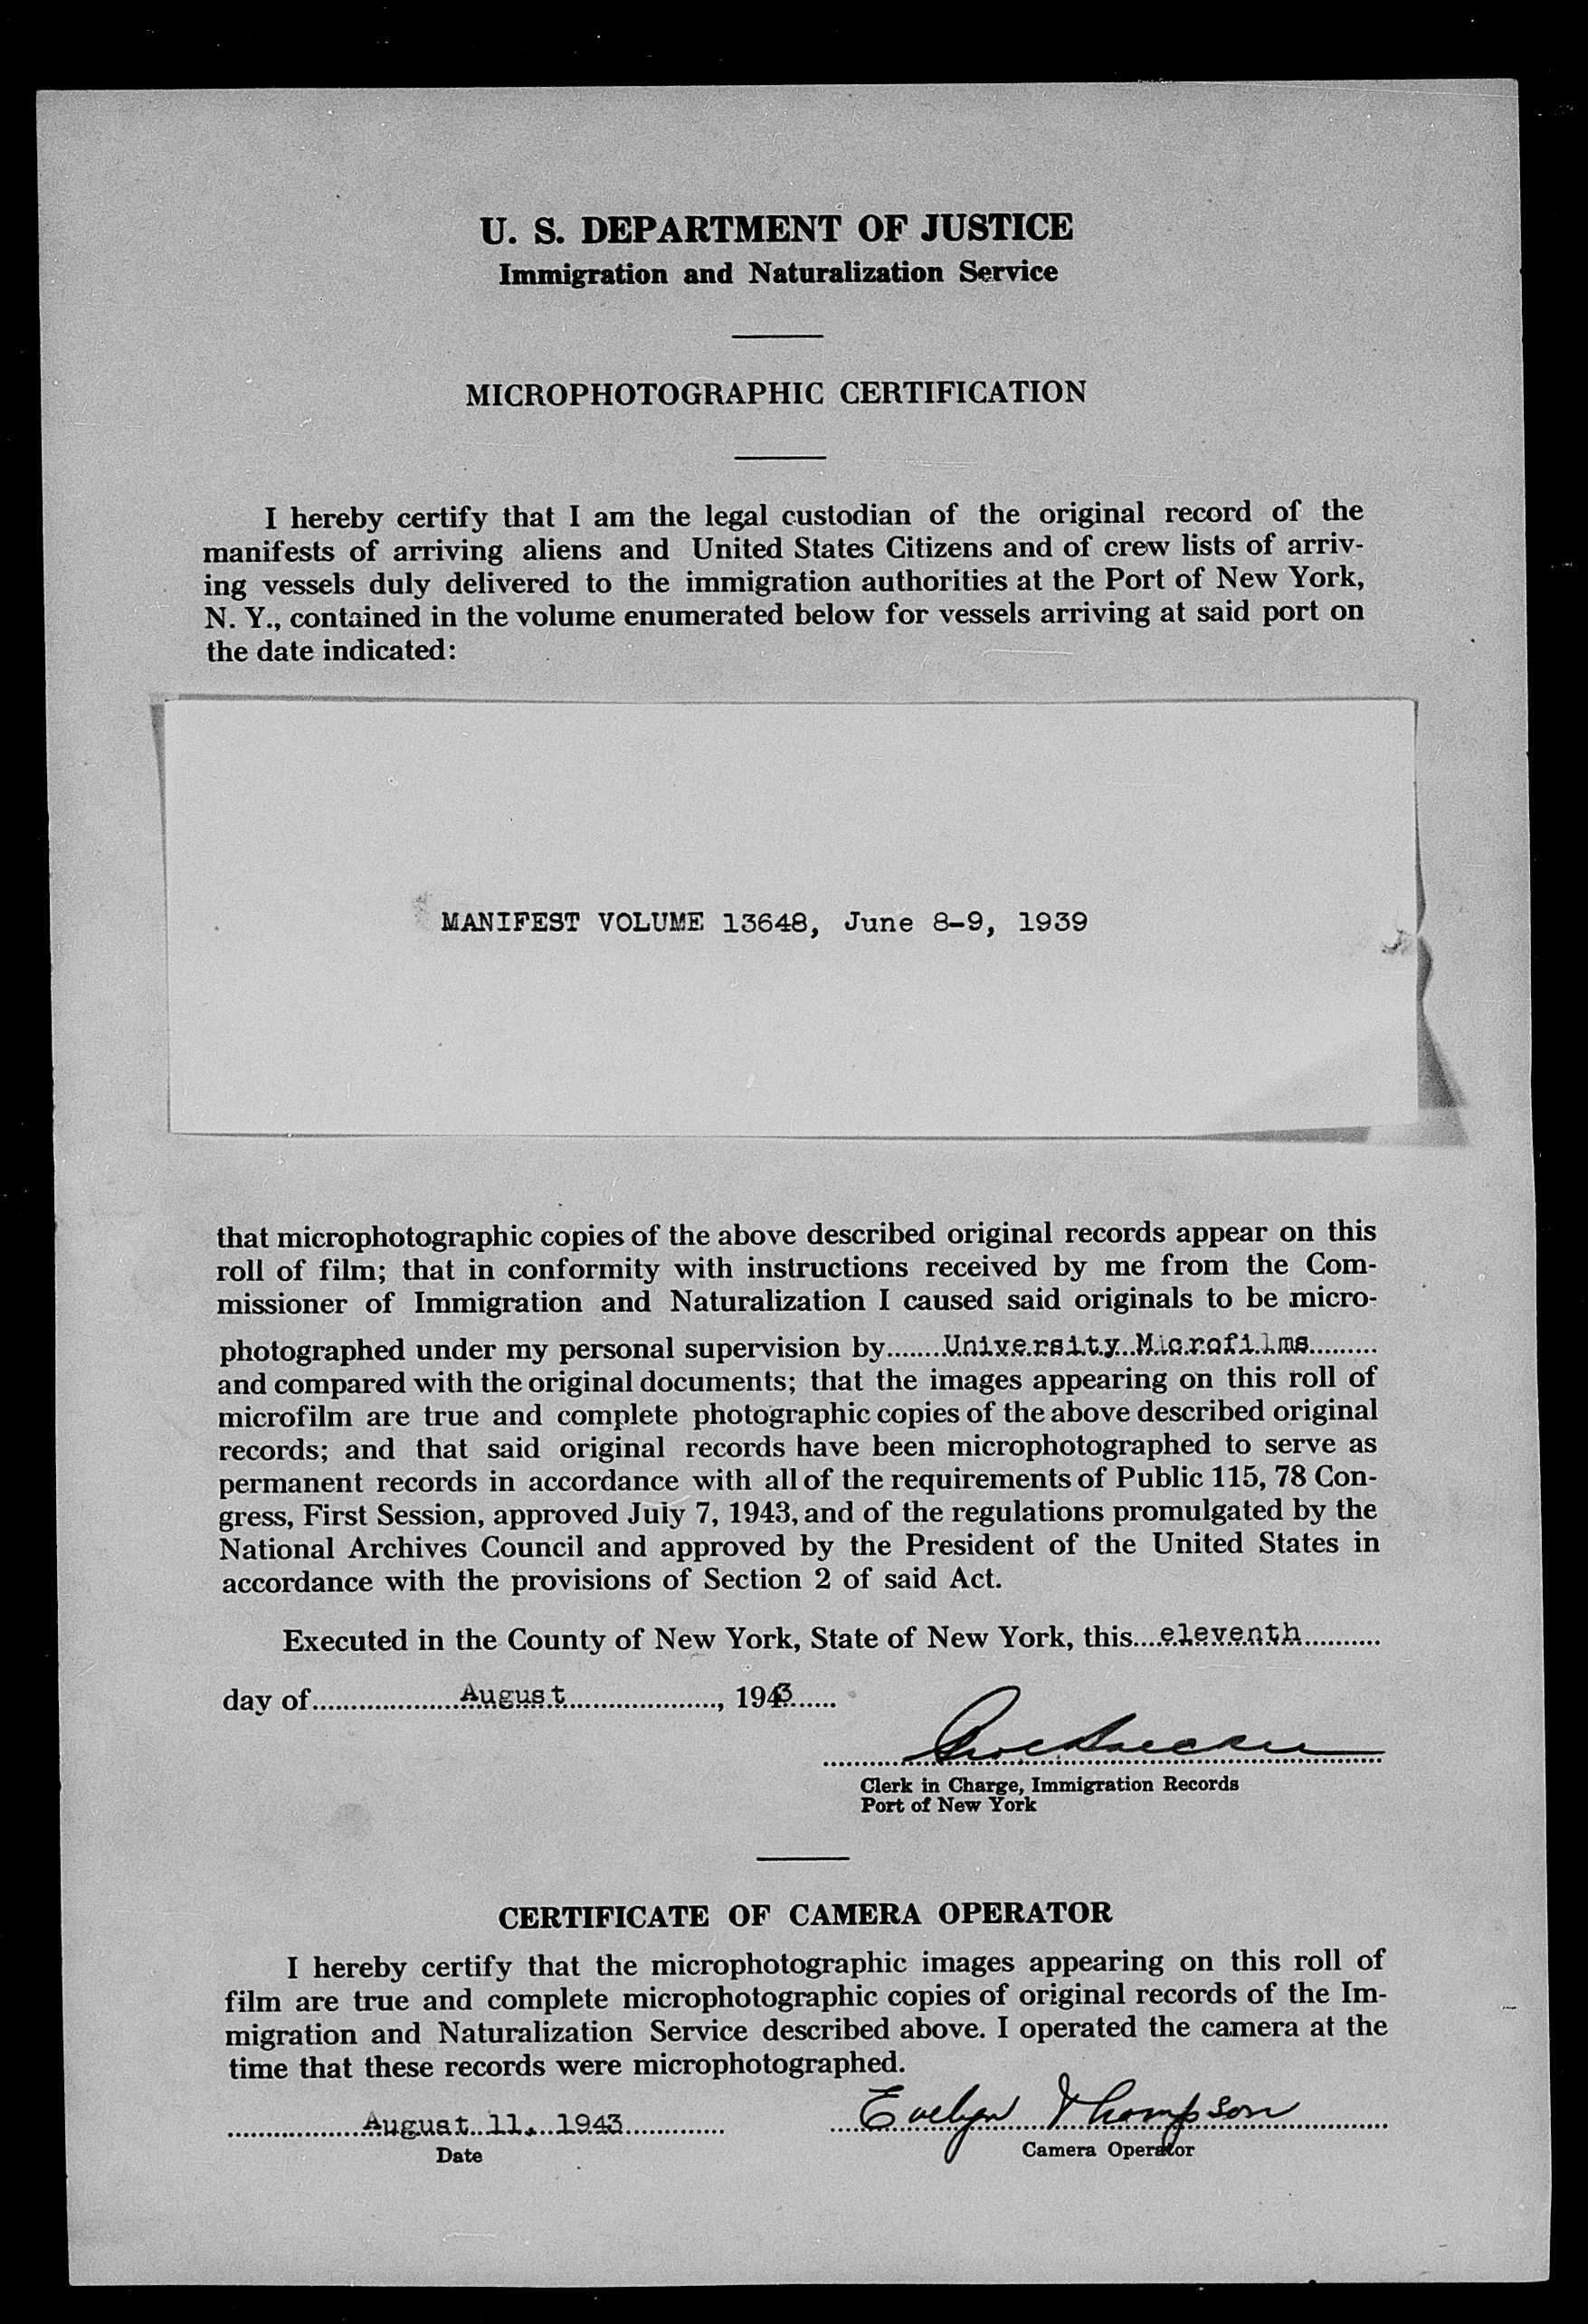 U. S. DEPARTMENT OF JUSTICE
Immigration and Naturalization Service
MICROPHOTOGRAPHIC CERTIFICATION
I hereby certify that I am the legal custodian of the original record of the
manifests of arriving aliens and United States Citizens and of crew lists of arriv-
ing vessels duly delivered to the immigration authorities at the Port of New York,
N. Y., contained in the volume enumerated below for vessels arriving at said port on
the date indicated:
MANIFEST VOLUME 13648, June 8-9, 1939
that microphotographic copies of the above described original records appear on this
roll of film; that in conformity with instructions received by me from the Com-
missioner of Immigration and Naturalization I caused said originals to be micro-
photographed under my personal supervision by........University Microfilms.........
and compared with the original documents; that the images appearing on this roll of
microfilm are true and complete photographic copies of the above described original
records; and that said original records have been microphotographed to serve as
permanent records in accordance with all of the requirements of Public 115, 78 Con-
gress, First Session, approved July 7, 1943, and of the regulations promulgated by the
National Archives Council and approved by the President of the United States in
accordance with the provisions of Section 2 of said Act.
Executed in the County of New York, State of New York, this....eleventh..........
day of...................August...................., 1943......
Clerk in Charge, Immigration Records
Port of New York
CERTIFICATE OF CAMERA OPERATOR
I hereby certify that the microphotographic images appearing on this roll of
film are true and complete microphotographic copies of original records of the Im-
migration and Naturalization Service described above. I operated the camera at the
time that these records were microphotographed.
August 11, 1943 Evelyn Thompson
Date Camera Operator